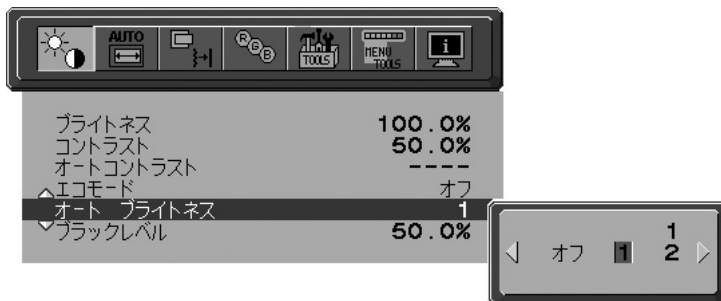 AUTO
R G B
TOOLS
MENU
TOOLS
i
ブライトネス 100.0%
コントラスト 50.0%
オートコントラスト ----
エコモード オフ
オート ブライトネス 1
ブラックレベル 50.0%
1
オフ 1 2